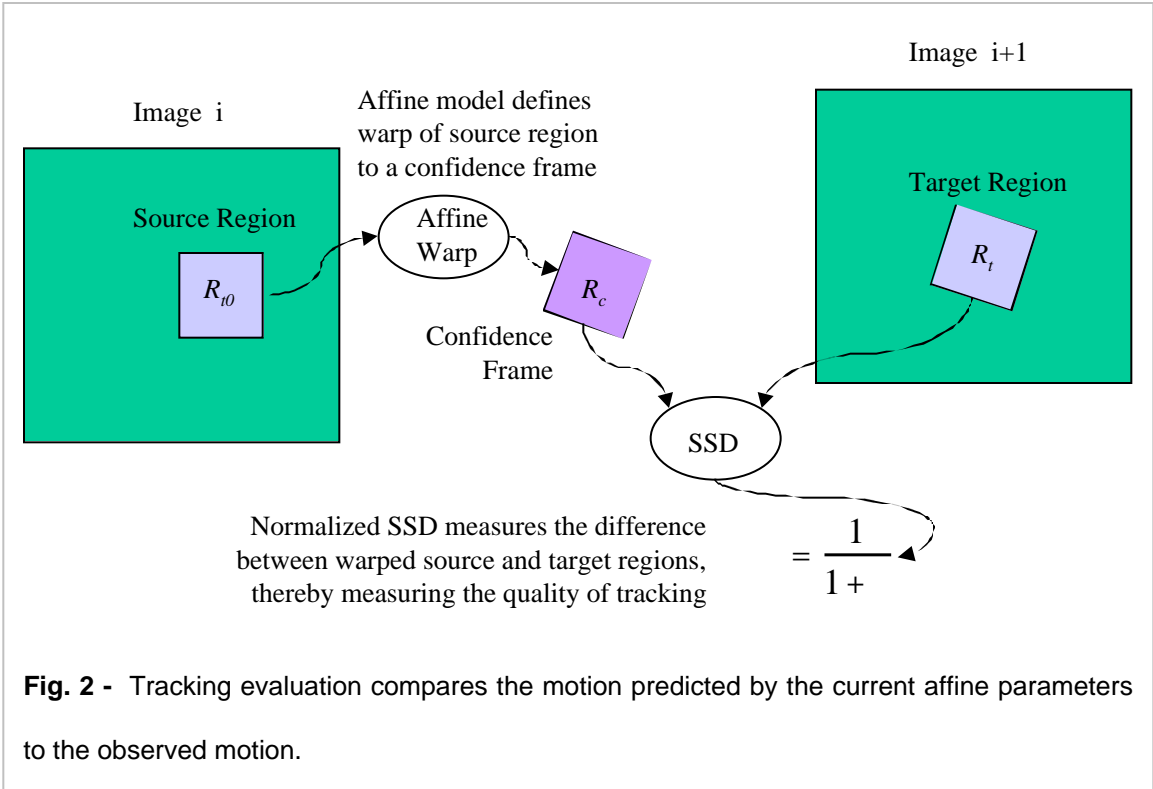 Image i+1
Image i
Affine model defines
warp of source region
to a confidence frame
Target Region
Source Region
Affine
Warp
R_t0
R_c
R_t
Confidence
Frame
SSD
Normalized SSD measures the difference
between warped source and target regions,
thereby measuring the quality of tracking
= 1
1 +
Fig. 2 - Tracking evaluation compares the motion predicted by the current affine parameters
to the observed motion.